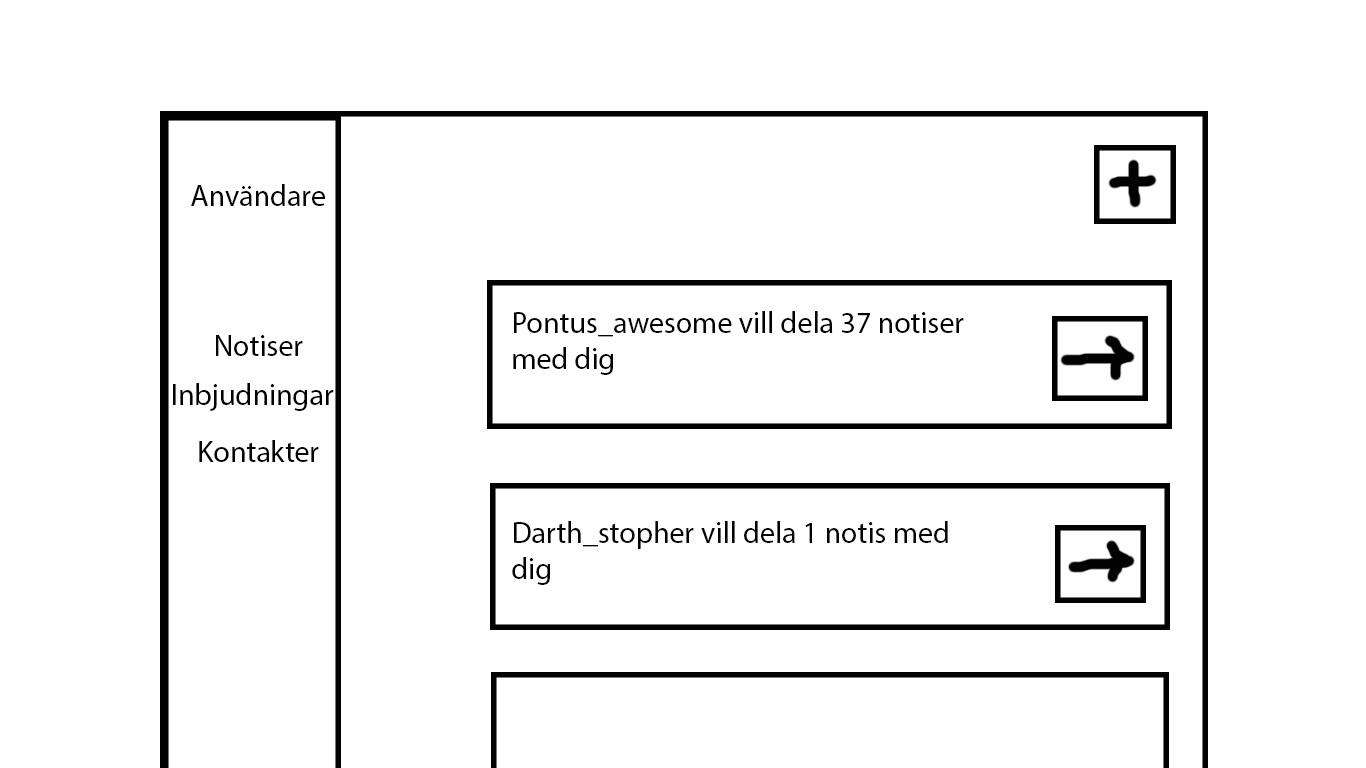 Användare
Notiser
Inbjudningar
Kontakter
Pontus_awesome vill dela 37 notiser
med dig
Darth_stopher vill dela 1 notis med
dig